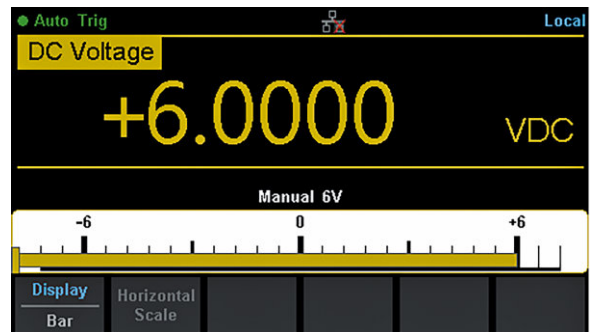 Auto Trig
Local
DC Voltage
+6.0000
VDC
Manual 6V
-6 0 +6
Display Horizontal
Bar Scale